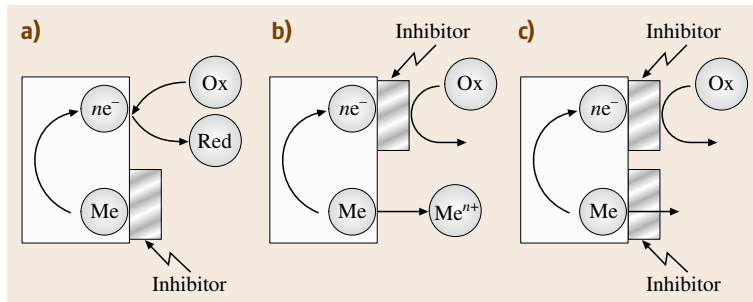 a)
ne⁻
Ox
Red
Me
Inhibitor
b)
Inhibitor
ne⁻
Ox
Me
Meⁿ⁺
c)
Inhibitor
ne⁻
Ox
Me
Inhibitor